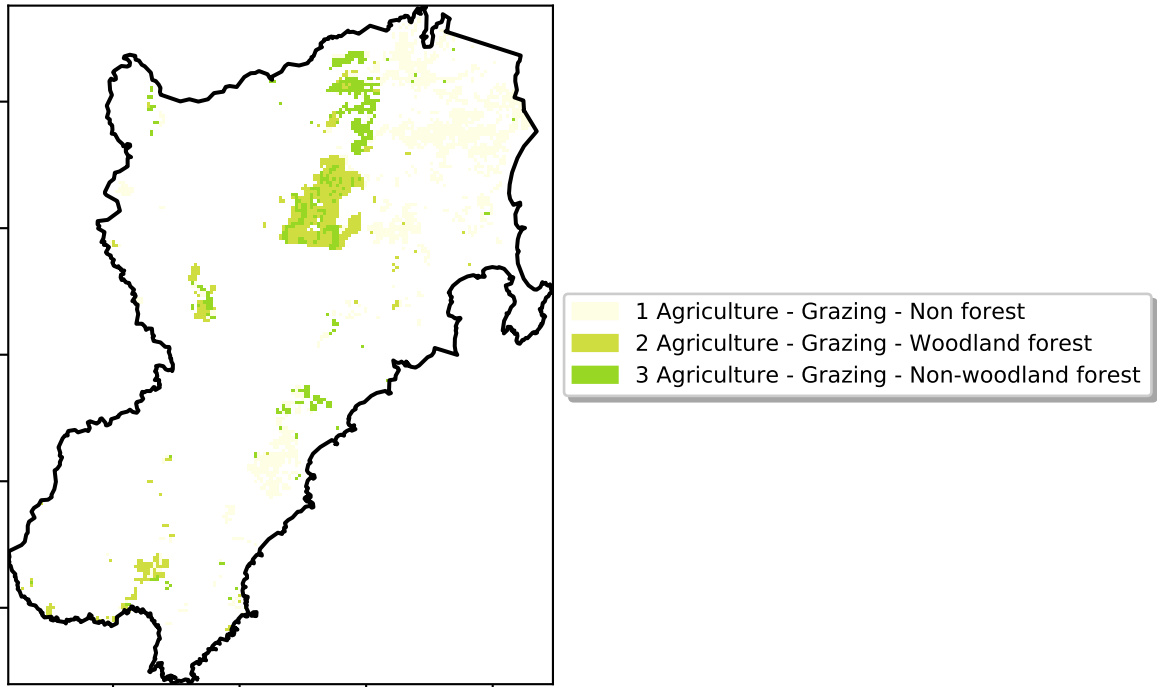 1 Agriculture - Grazing - Non forest
2 Agriculture - Grazing - Woodland forest
3 Agriculture - Grazing - Non-woodland forest